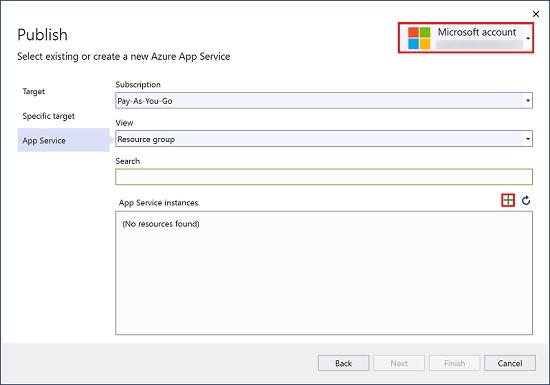 Publish
Microsoft account
Select existing or create a new Azure App Service
Target
Specific target
App Service
Subscription
Pay-As-You-Go
View
Resource group
Search
App Service instances
(No resources found)
Back
Next
Finish
Cancel